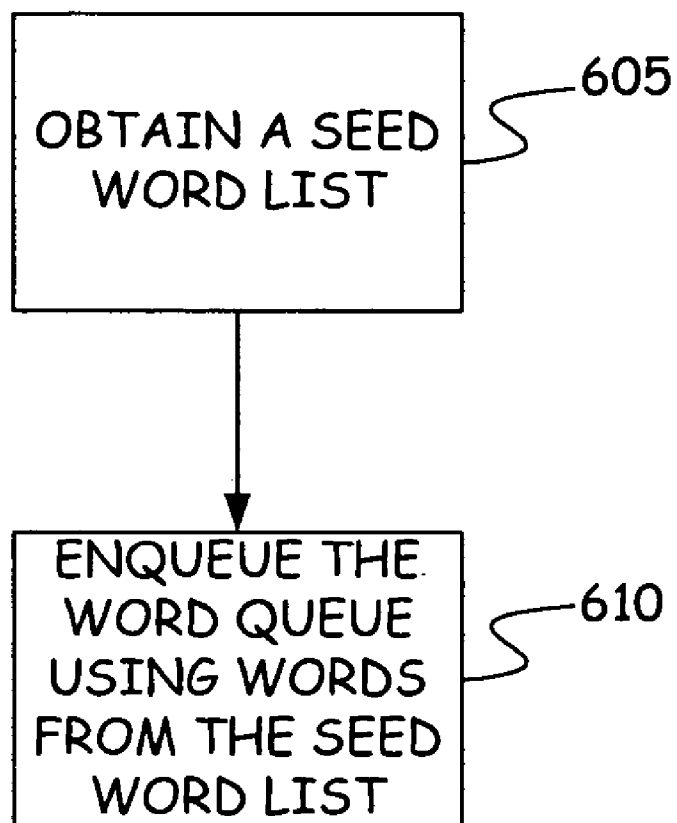 OBTAIN A SEED
WORD LIST
605
ENQUEUE THE
WORD QUEUE
USING WORDS
FROM THE SEED
WORD LIST
610